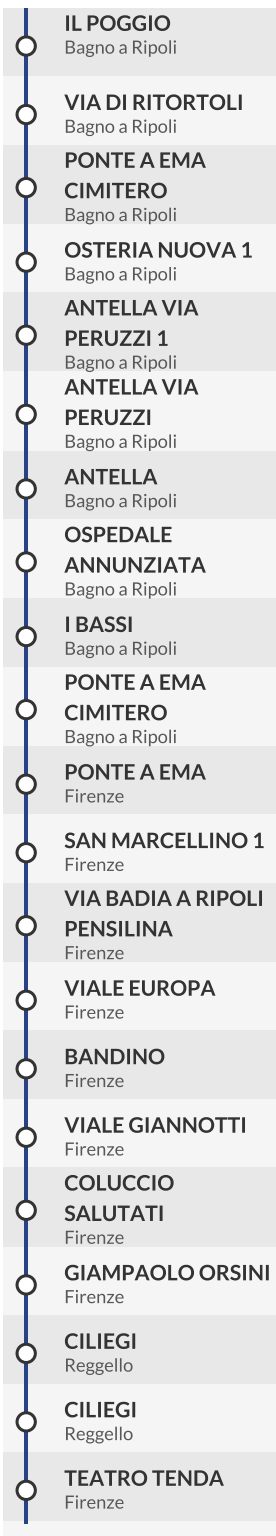 IL POGGIO
Bagno a Ripoli
VIA DI RITORTOLI
Bagno a Ripoli
PONTE A EMA
CIMITERO
Bagno a Ripoli
OSTERIA NUOVA 1
Bagno a Ripoli
ANTELLA VIA
PERUZZI 1
Bagno a Ripoli
ANTELLA VIA
PERUZZI
Bagno a Ripoli
ANTELLA
Bagno a Ripoli
OSPEDALE
ANNUNZIATA
Bagno a Ripoli
I BASSI
Bagno a Ripoli
PONTE A EMA
CIMITERO
Bagno a Ripoli
PONTE A EMA
Firenze
SAN MARCELLINO 1
Firenze
VIA BADIA A RIPOLI
PENSILINA
Firenze
VIALE EUROPA
Firenze
BANDINO
Firenze
VIALE GIANNOTTI
Firenze
COLUCCIO
SALUTATI
Firenze
GIAMPAOLO ORSINI
Firenze
CILIEGI
Reggello
CILIEGI
Reggello
TEATRO TENDA
Firenze